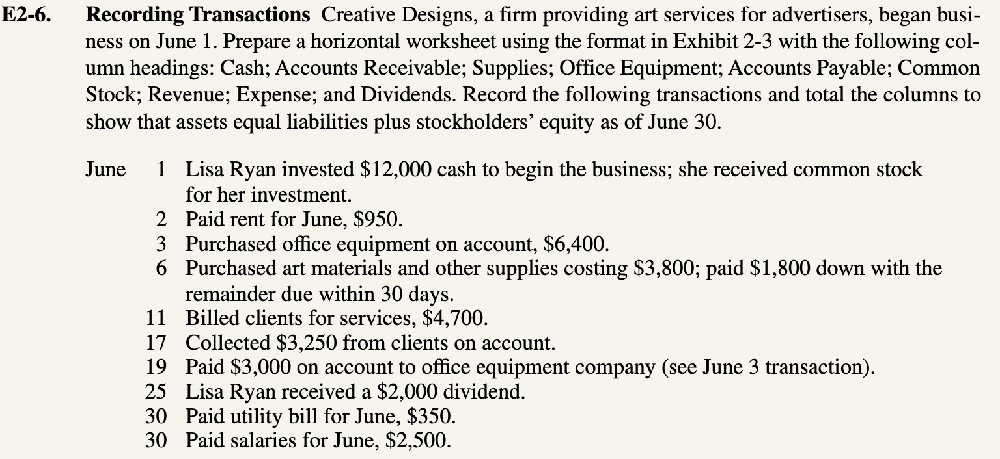 E2-6. Recording Transactions Creative Designs, a firm providing art services for advertisers, began busi-
ness on June 1. Prepare a horizontal worksheet using the format in Exhibit 2-3 with the following col-
umn headings: Cash; Accounts Receivable; Supplies; Office Equipment; Accounts Payable; Common
Stock; Revenue; Expense; and Dividends. Record the following transactions and total the columns to
show that assets equal liabilities plus stockholders’ equity as of June 30.
June 1 Lisa Ryan invested $12,000 cash to begin the business; she received common stock
for her investment.
2 Paid rent for June, $950.
3 Purchased office equipment on account, $6,400.
6 Purchased art materials and other supplies costing $3,800; paid $1,800 down with the
remainder due within 30 days.
11 Billed clients for services, $4,700.
17 Collected $3,250 from clients on account.
19 Paid $3,000 on account to office equipment company (see June 3 transaction).
25 Lisa Ryan received a $2,000 dividend.
30 Paid utility bill for June, $350.
30 Paid salaries for June, $2,500.